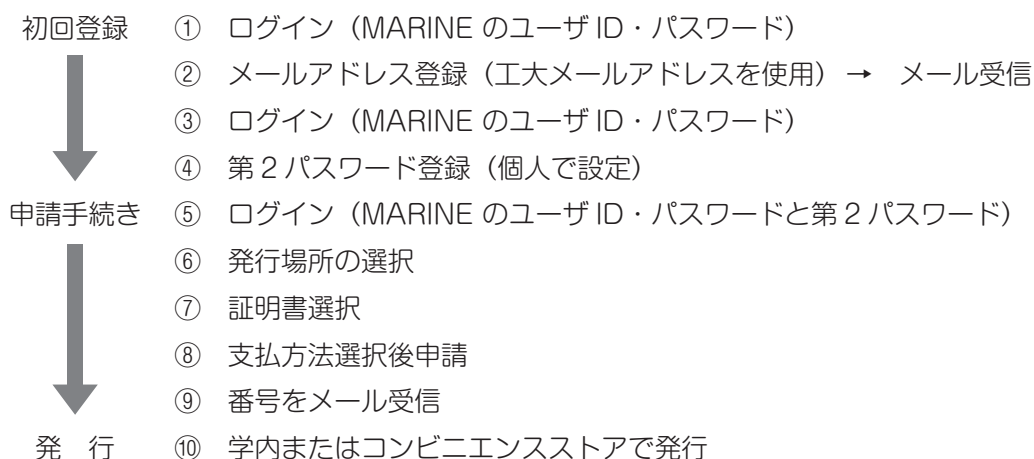 初回登録 ① ログイン（MARINE のユーザ ID・パスワード）
② メールアドレス登録（工大メールアドレスを使用）→ メール受信
③ ログイン（MARINE のユーザ ID・パスワード）
④ 第 2 パスワード登録（個人で設定）
申請手続き ⑤ ログイン（MARINE のユーザ ID・パスワードと第 2 パスワード）
⑥ 発行場所の選択
⑦ 証明書選択
⑧ 支払方法選択後申請
⑨ 番号をメール受信
発 行 ⑩ 学内またはコンビニエンスストアで発行